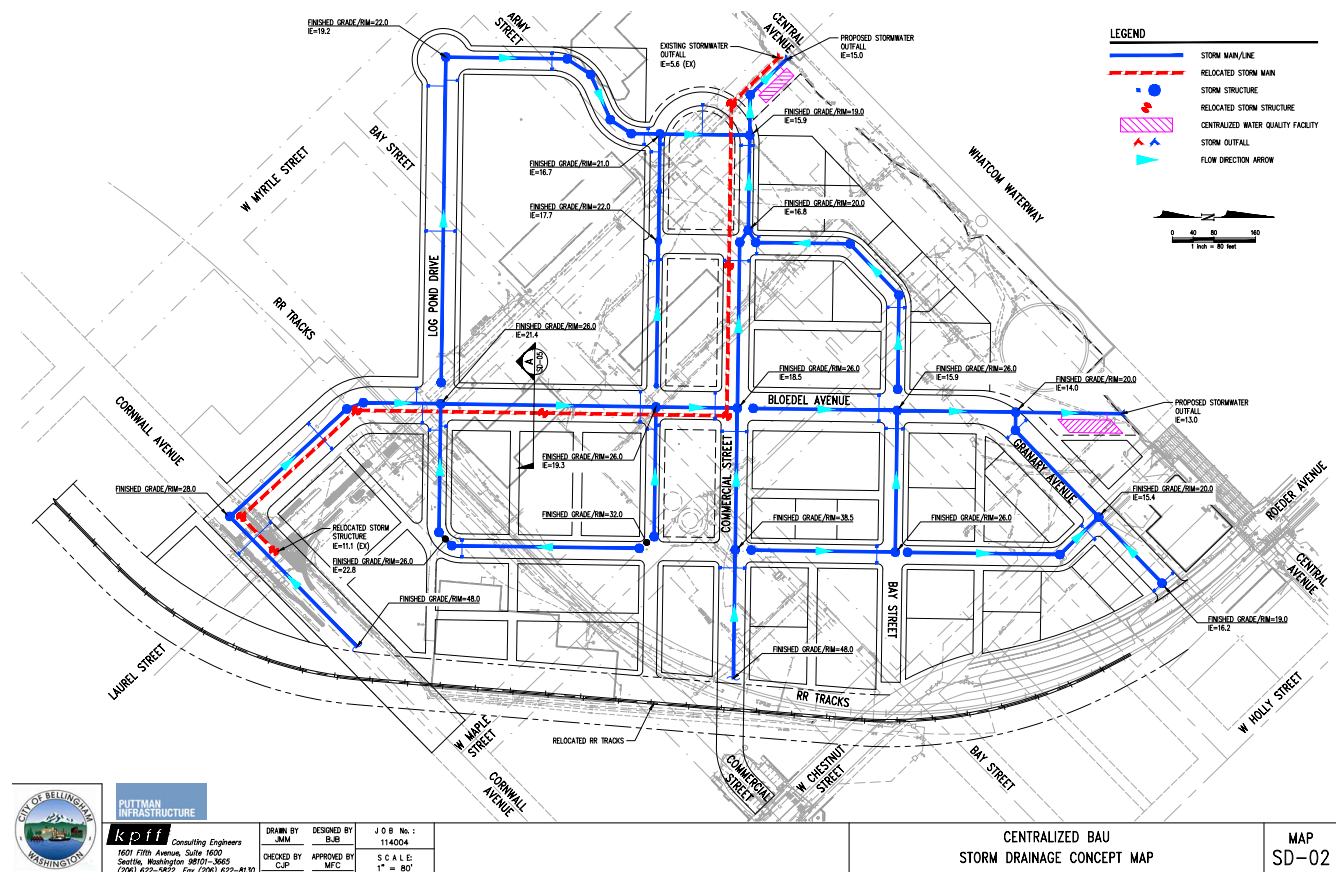 FINISHED GRADE/RIM=22.0
IE=19.2
ARMY
STREET
EXISTING STORMWATER
OUTFALL
IE=5.6 (EX)
CENTRAL
AVENUE
PROPOSED STORMWATER
OUTFALL
IE=15.0
LEGEND
STORM MAIN/LINE
RELOCATED STORM MAIN
STORM STRUCTURE
RELOCATED STORM STRUCTURE
CENTRALIZED WATER QUALITY FACILITY
STORM OUTFALL
FLOW DIRECTION ARROW
N
0 40 80 160
1 inch = 80 feet
W MYRTLE STREET
BAY STREET
FINISHED GRADE/RIM=19.0
IE=15.9
FINISHED GRADE/RIM=21.0
IE=16.7
WHATCOM WATERWAY
FINISHED GRADE/RIM=22.0
IE=17.7
FINISHED GRADE/RIM=20.0
IE=16.8
LOG POND DRIVE
RR TRACKS
FINISHED GRADE/RIM=26.0
IE=21.4
A
SD-05
FINISHED GRADE/RIM=26.0
IE=18.5
FINISHED GRADE/RIM=26.0
IE=15.9
FINISHED GRADE/RIM=20.0
IE=14.0
BLOEDEL AVENUE
PROPOSED STORMWATER
OUTFALL
IE=13.0
CORNWALL AVENUE
FINISHED GRADE/RIM=26.0
IE=19.3
COMMERCIAL STREET
GRANARY AVENUE
FINISHED GRADE/RIM=28.0
FINISHED GRADE/RIM=20.0
IE=15.4
ROEDER AVENUE
FINISHED GRADE/RIM=32.0
FINISHED GRADE/RIM=38.5
FINISHED GRADE/RIM=26.0
RELOCATED STORM
STRUCTURE
IE=11.1 (EX)
FINISHED GRADE/RIM=26.0
IE=22.8
CENTRAL
AVENUE
FINISHED GRADE/RIM=48.0
BAY STREET
FINISHED GRADE/RIM=19.0
IE=16.2
LAUREL STREET
FINISHED GRADE/RIM=48.0
RR TRACKS
W HOLLY STREET
W MAPLE
STREET
RELOCATED RR TRACKS
CORNWALL
AVENUE
COMMERCIAL
STREET
W CHESTNUT
STREET
BAY STREET
CITY OF BELLINGHAM
WASHINGTON
PUTTMAN
INFRASTRUCTURE
kpff Consulting Engineers
1601 Fifth Avenue, Suite 1600
Seattle, Washington 98101-3665
(206) 622-5822 Fax (206) 622-8130
DRAWN BY
JMM
DESIGNED BY
BJB
JOB No.:
114004
CHECKED BY
CJP
APPROVED BY
MFC
SCALE:
1" = 80'
CENTRALIZED BAU
STORM DRAINAGE CONCEPT MAP
MAP
SD-02